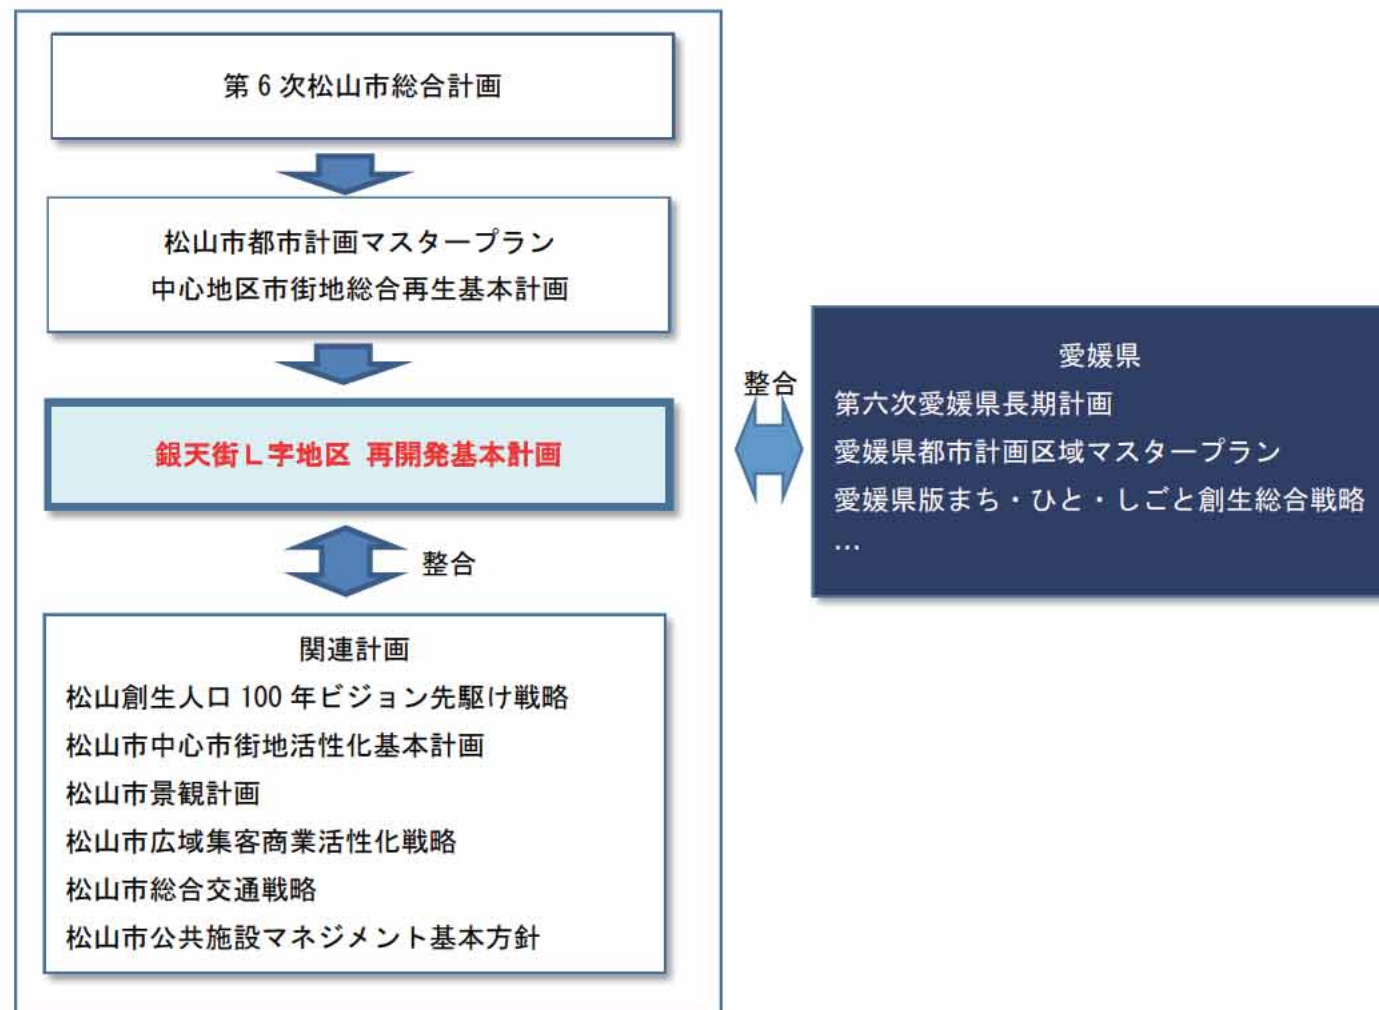 第6次松山市総合計画
松山市都市計画マスタープラン
中心地区市街地総合再生基本計画
銀天街L字地区 再開発基本計画
整合
関連計画
松山創生人口100年ビジョン先駆け戦略
松山市中心市街地活性化基本計画
松山市景観計画
松山市広域集客商業活性化戦略
松山市総合交通戦略
松山市公共施設マネジメント基本方針
整合
愛媛県
第六次愛媛県長期計画
愛媛県都市計画区域マスタープラン
愛媛県版まち・ひと・しごと創生総合戦略
…